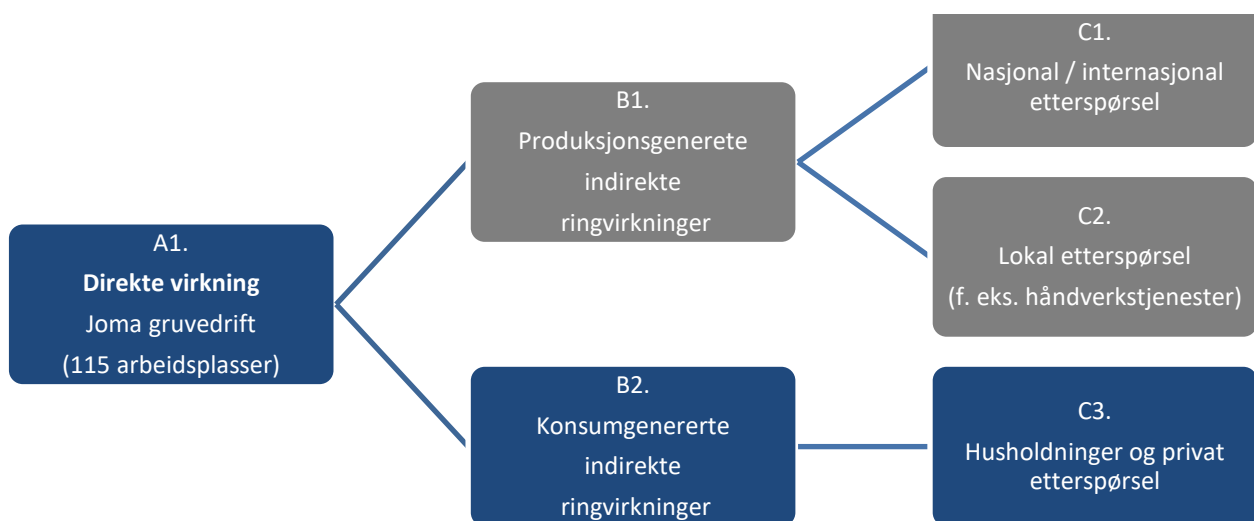 A1.
Direkte virkning
Joma gruvedrift
(115 arbeidsplasser)
B1.
Produksjonsgenerete
indirekte
ringvirkninger
B2.
Konsumgenererte
indirekte
ringvirkninger
C1.
Nasjonal / internasjonal
etterspørsel
C2.
Lokal etterspørsel
(f. eks. håndverkstjenester)
C3.
Husholdninger og privat
etterspørsel